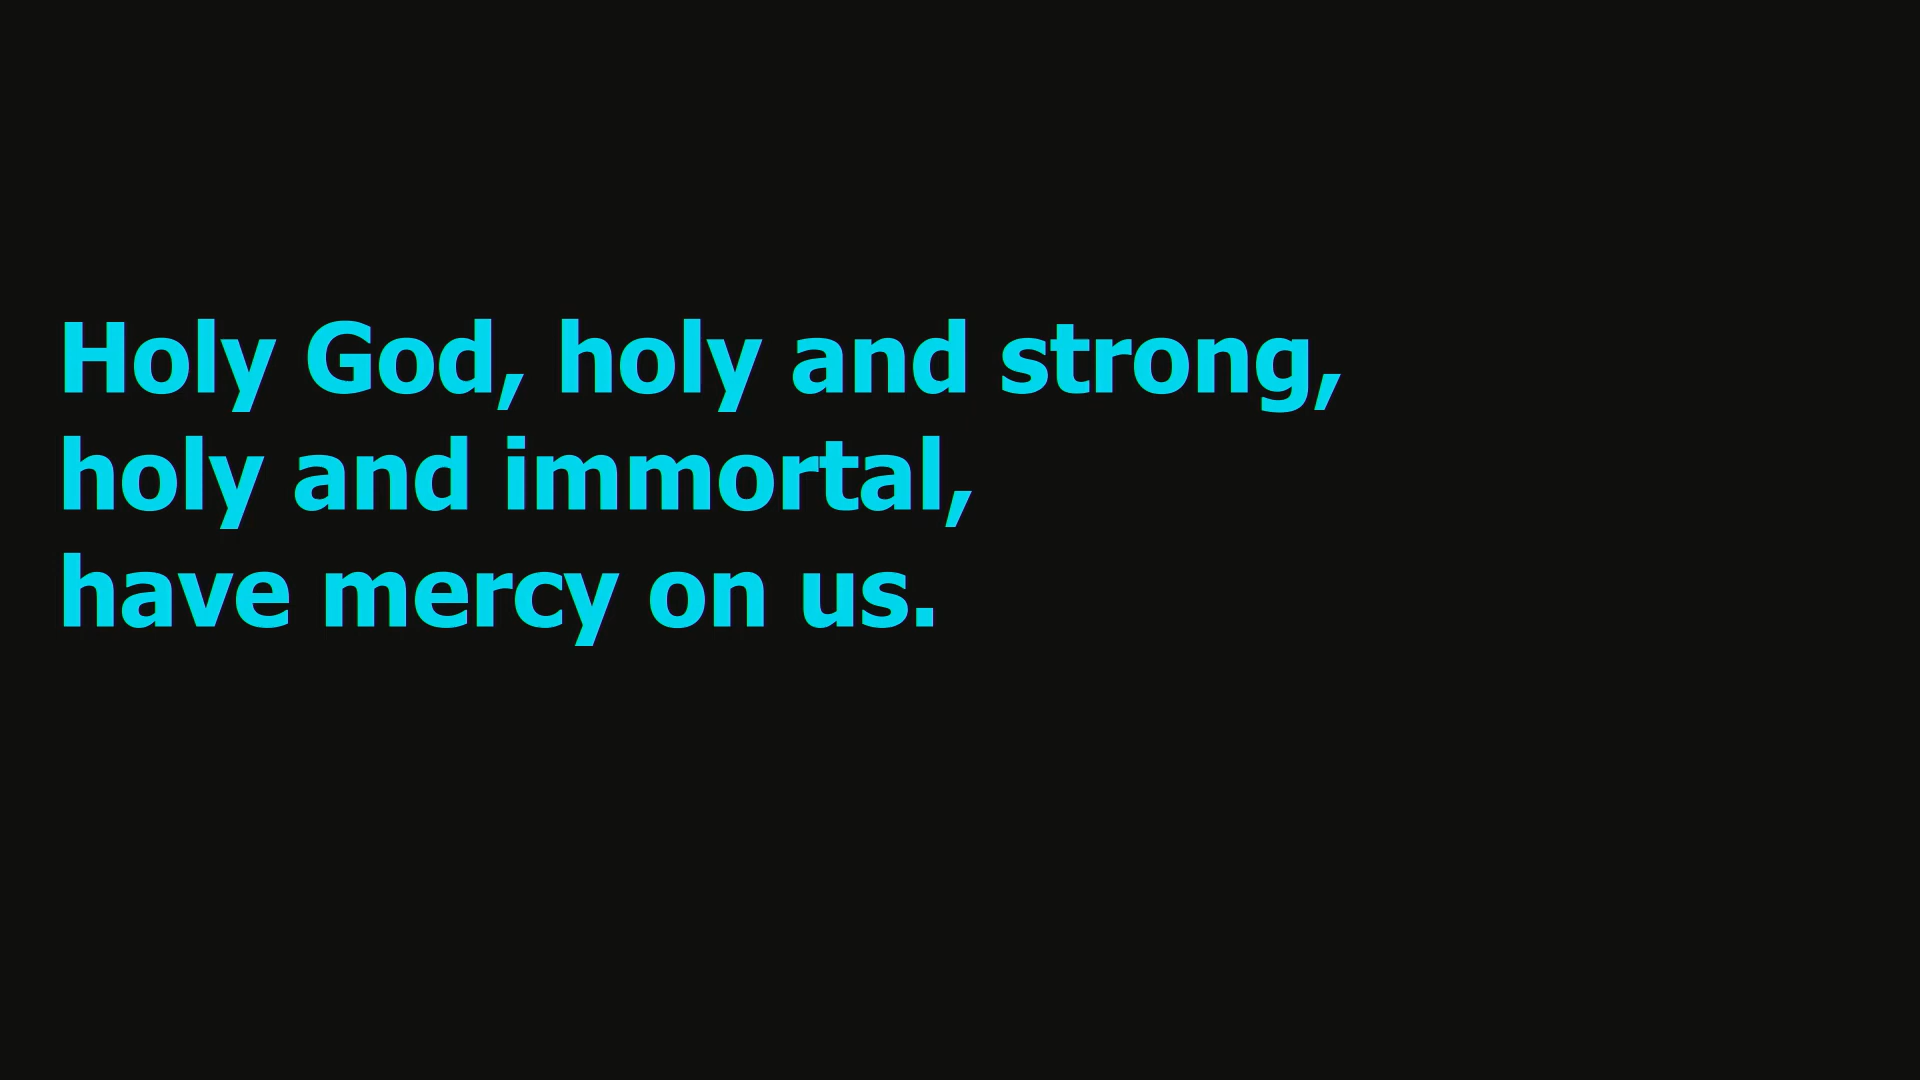 Holy God, holy and strong,
holy and immortal,
have mercy on us.